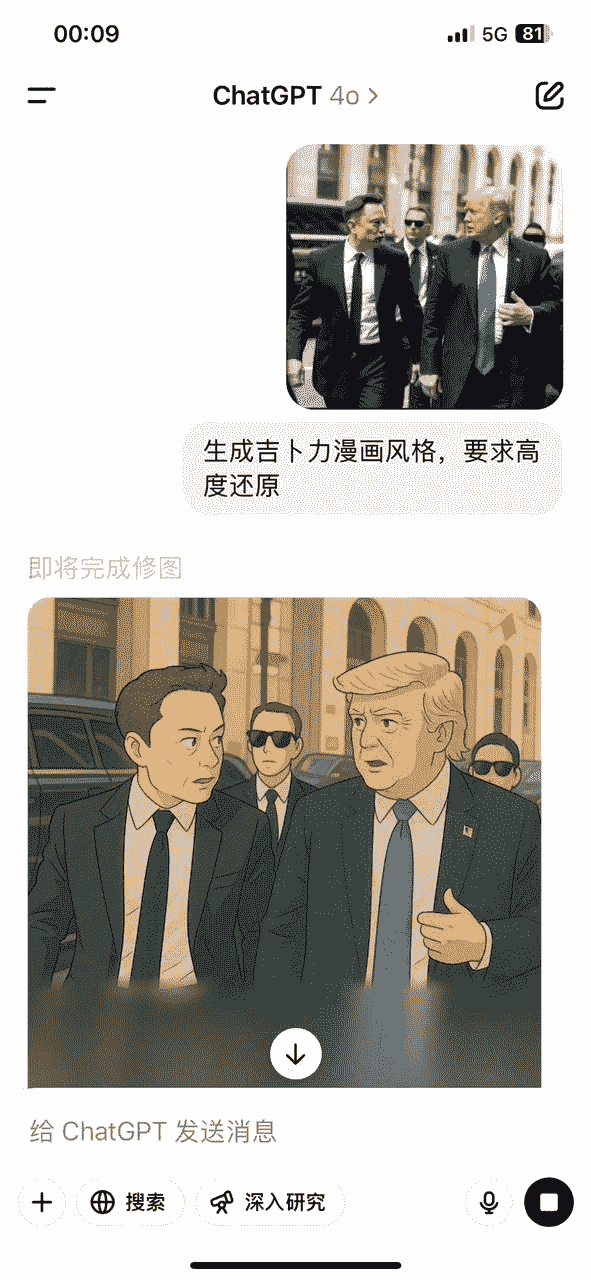 00:09
5G 81
ChatGPT 4o >
生成吉卜力漫画风格，要求高
度还原
即将完成修图
给 ChatGPT 发送消息
搜索
深入研究